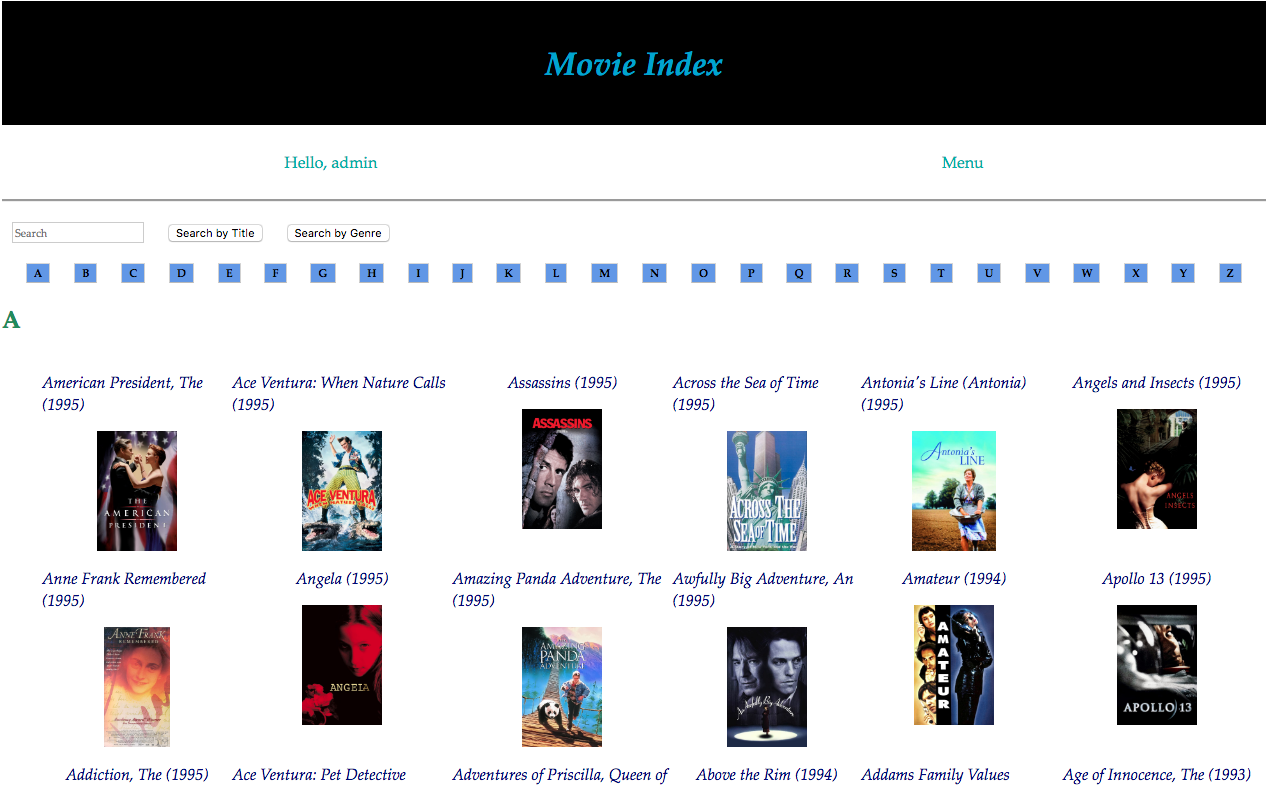 Movie Index
Hello, admin Menu
Search Search by Title Search by Genre
A B C D E F G H I J K L M N O P Q R S T U V W X Y Z
A
American President, The (1995)
Ace Ventura: When Nature Calls (1995)
Assassins (1995)
Across the Sea of Time (1995)
Antonia's Line (Antonia) (1995)
Angels and Insects (1995)
THE
AMERICAN
PRESIDENT
ACE VENTURA
ASSASSINS
ACROSS THE
SEA OF TIME
Antonia's
LINE
ANGELS
INSECTS
Anne Frank Remembered (1995)
Angela (1995)
Amazing Panda Adventure, The (1995)
Awfully Big Adventure, An (1995)
Amateur (1994)
Apollo 13 (1995)
ANNE FRANK
REMEMBERED
ANGELA
AMAZING
PANDA
ADVENTURE
An Awfully Big Adventure
AMATEUR
APOLLO 13
Addiction, The (1995)
Ace Ventura: Pet Detective
Adventures of Priscilla, Queen of
Above the Rim (1994)
Addams Family Values
Age of Innocence, The (1993)